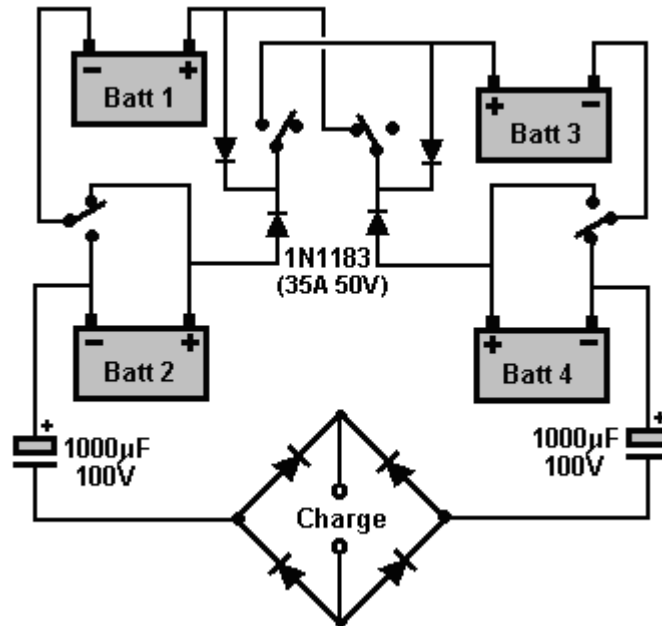 - +
Batt 1
+ -
Batt 3
1N1183
(35A 50V)
- +
Batt 2
+ -
Batt 4
+
1000µF
100V
+
1000µF
100V
Charge